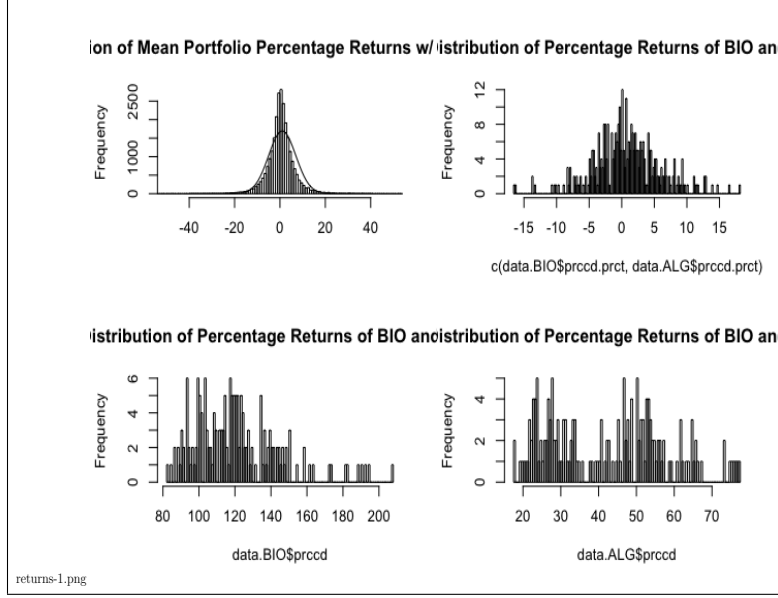 ion of Mean Portfolio Percentage Returns w/
istribution of Percentage Returns of BIO an
Frequency
2500
1000
0
-40 -20 0 20 40
Frequency
12
8
4
0
-15 -10 -5 0 5 10 15
c(data.BIO$prccd.prct, data.ALG$prccd.prct)
istribution of Percentage Returns of BIO and
istribution of Percentage Returns of BIO an
Frequency
6
4
2
0
80 100 120 140 160 180 200
data.BIO$prccd
Frequency
4
2
0
20 30 40 50 60 70
data.ALG$prccd
returns-1.png